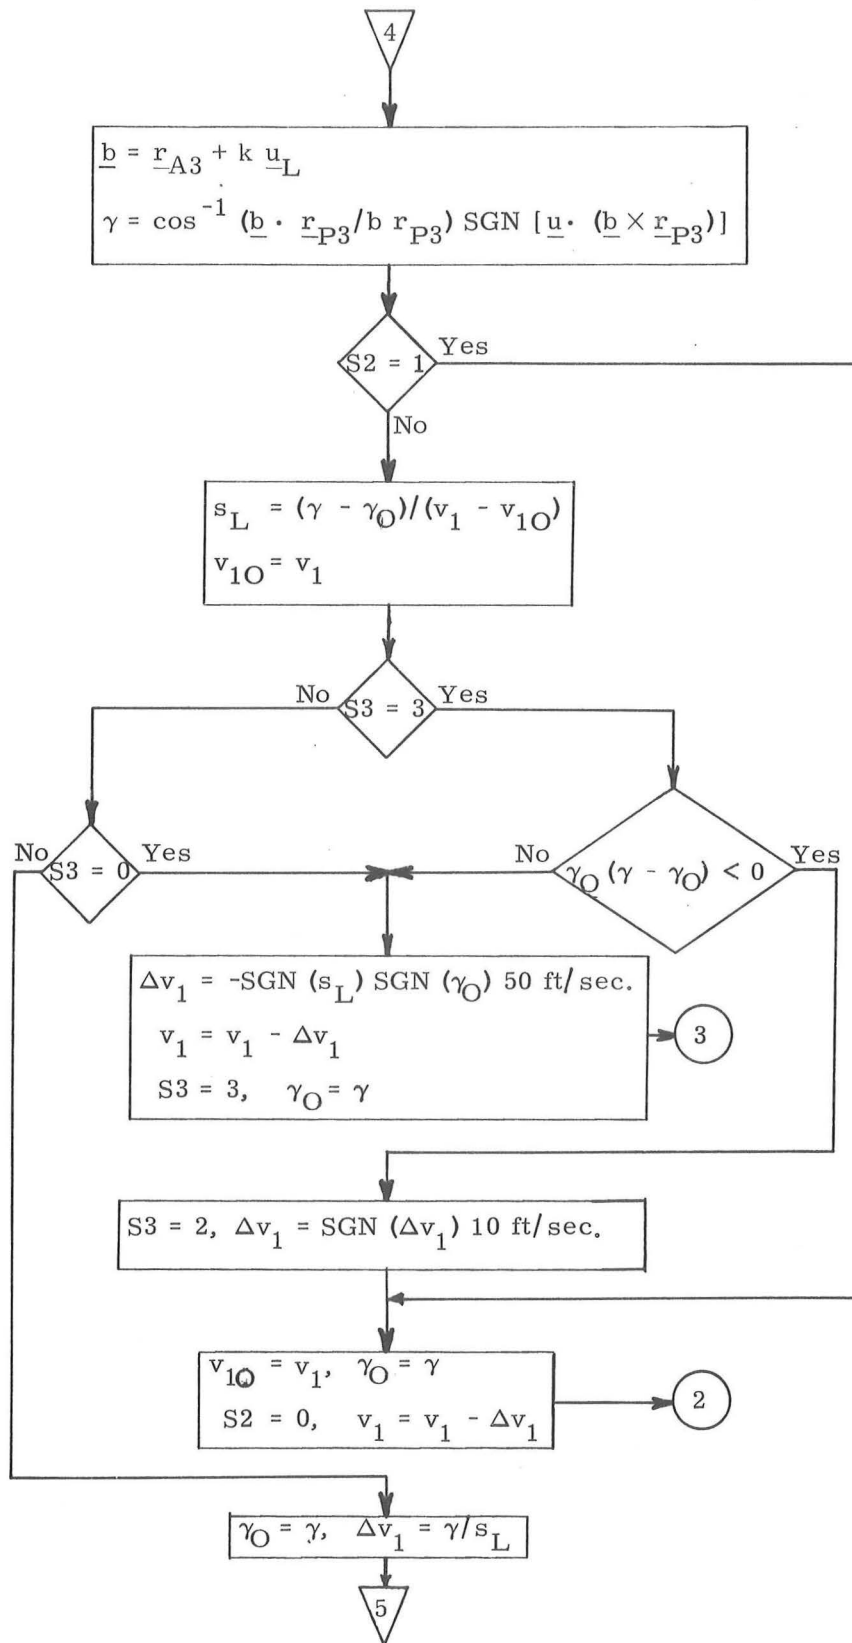 4
b = r_A3 + k u_L
γ = cos⁻¹ (b · r_P3/b r_P3) SGN [u · (b × r_P3)]
S2 = 1
Yes
No
s_L = (γ - γ_O)/(v_1 - v_1O)
v_1O = v_1
S3 = 3
No
Yes
S3 = 0
No
Yes
γ_O (γ - γ_O) < 0
No
Yes
Δv_1 = -SGN (s_L) SGN (γ_O) 50 ft/sec.
v_1 = v_1 - Δv_1
S3 = 3, γ_O = γ
3
S3 = 2, Δv_1 = SGN (Δv_1) 10 ft/sec.
v_1O = v_1, γ_O = γ
S2 = 0, v_1 = v_1 - Δv_1
2
γ_O = γ, Δv_1 = γ/s_L
5